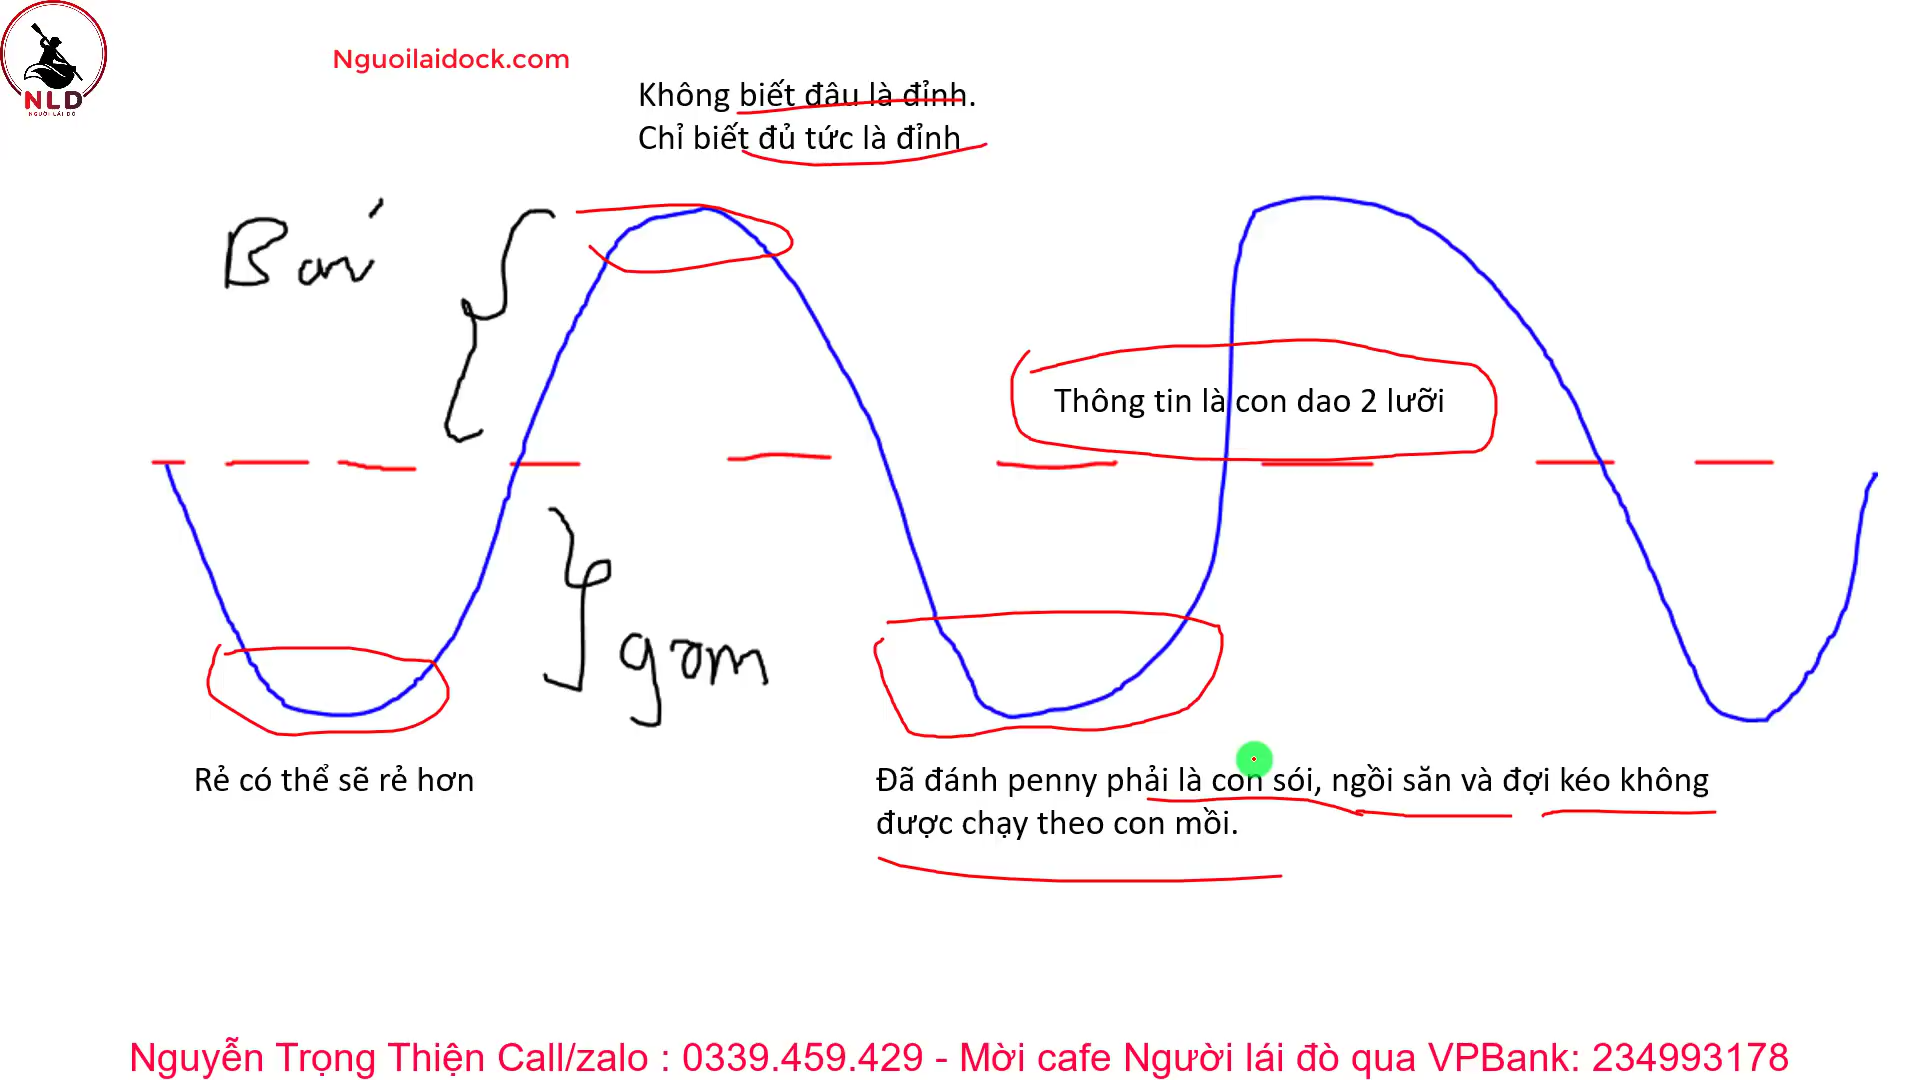 NLD
NGƯỜI LÁI ĐÒ
Nguoilaidock.com
Không biết đâu là đỉnh.
Chỉ biết đủ tức là đỉnh
Bán
Thông tin là con dao 2 lưỡi
gom
Rẻ có thể sẽ rẻ hơn
Đã đánh penny phải là con sói, ngồi săn và đợi kéo không
được chạy theo con mồi.
Nguyễn Trọng Thiện Call/zalo : 0339.459.429 - Mời cafe Người lái đò qua VPBank: 234993178